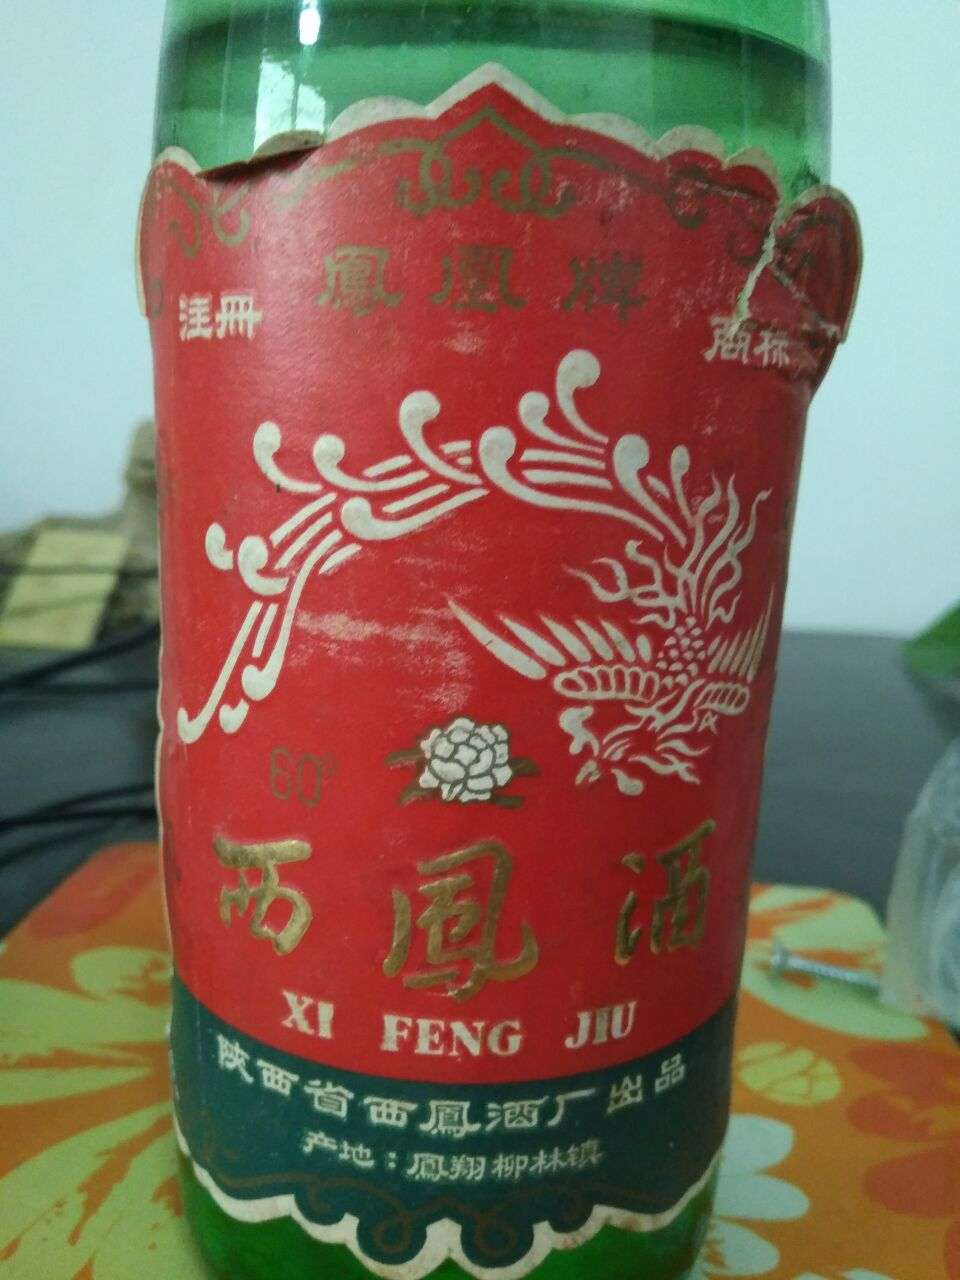 鳳凰牌
注冊 商标
60°
西鳳酒
XI FENG JIU
陕西省西鳳酒厂出品
产地:鳳翔柳林镇